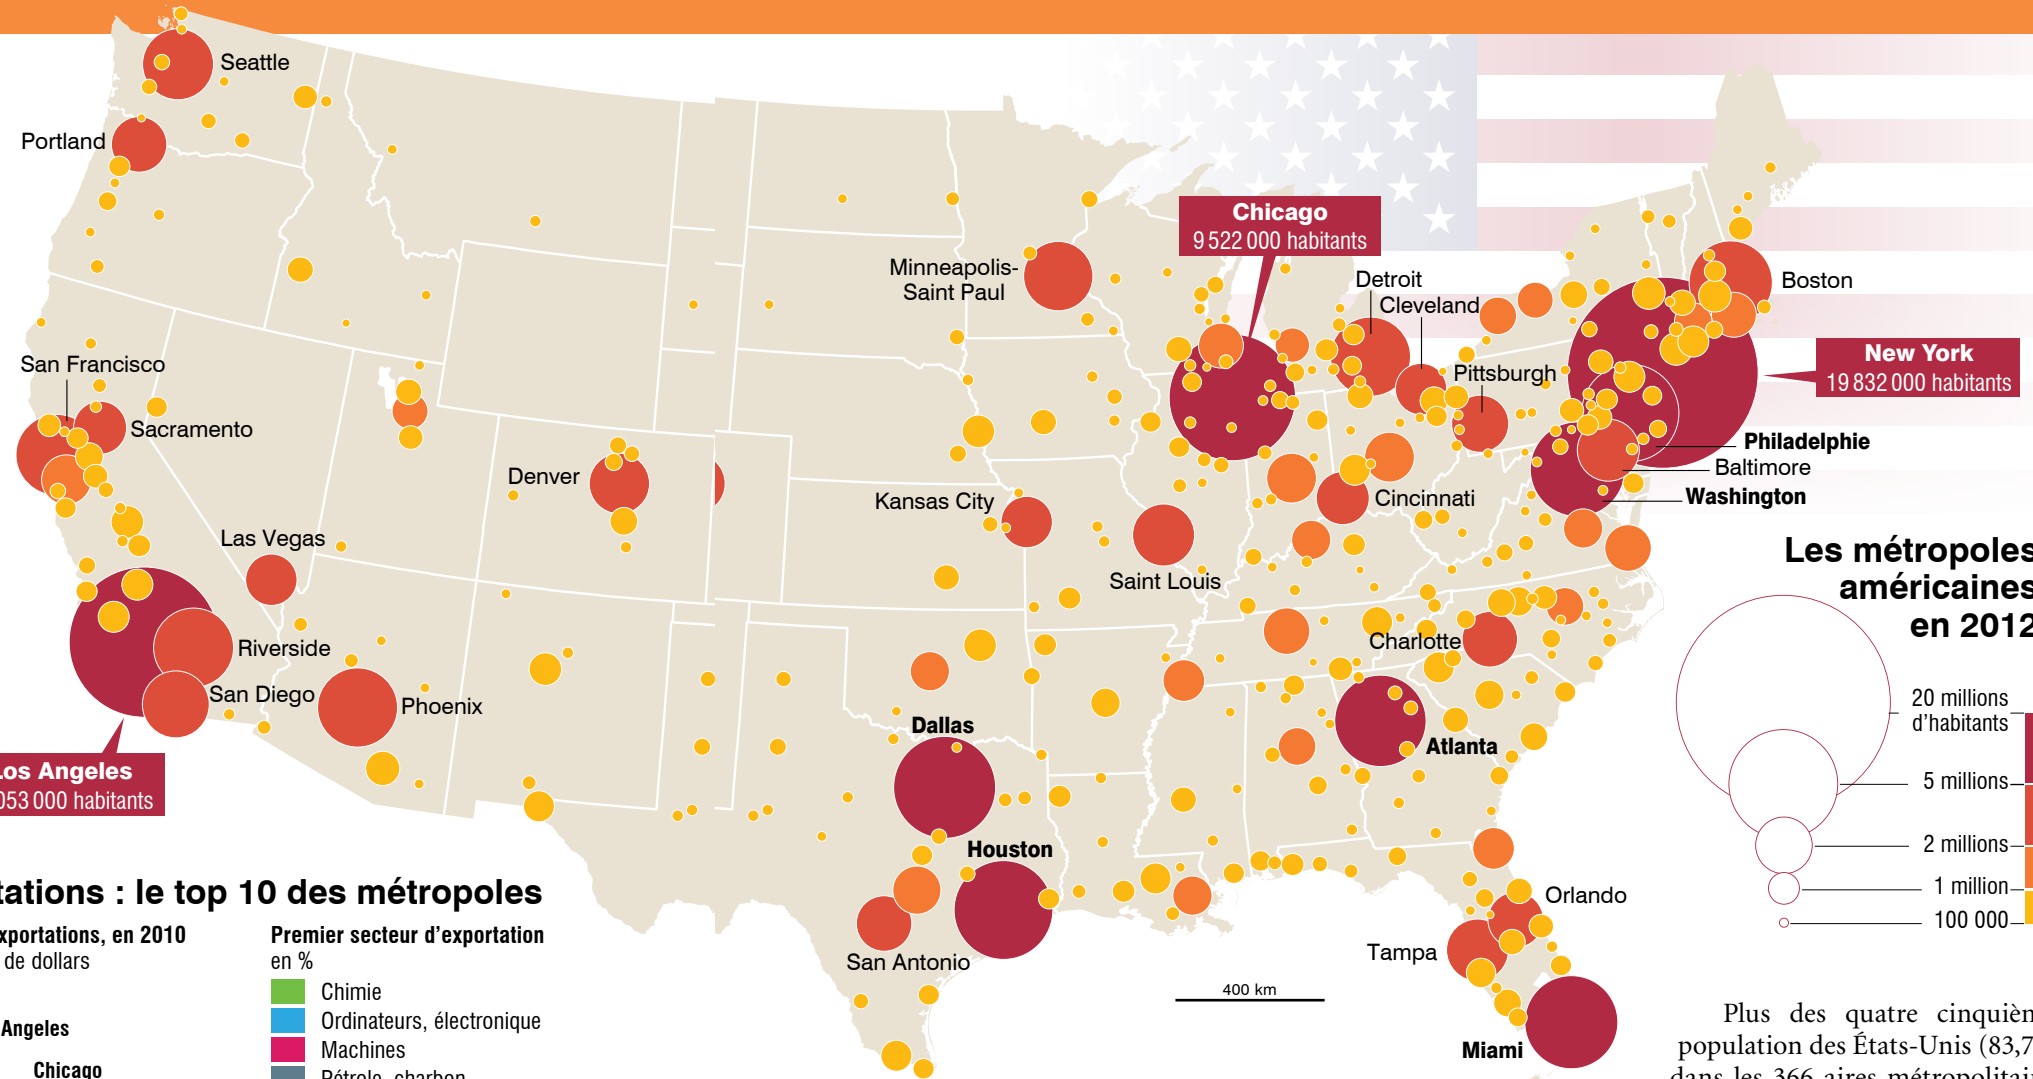 Seattle
Portland
Minneapolis-
Saint Paul
Chicago
9 522 000 habitants
Detroit
Cleveland
Boston
San Francisco
Sacramento
Pittsburgh
New York
19 832 000 habitants
Denver
Kansas City
Cincinnati
Philadelphie
Baltimore
Washington
Las Vegas
Saint Louis
Riverside
San Diego
Phoenix
Charlotte
Dallas
Atlanta
Los Angeles
053 000 habitants
Houston
San Antonio
Orlando
Tampa
Miami
400 km
Les métropoles
américaines
en 2012
20 millions
d’habitants
5 millions
2 millions
1 million
100 000
tations : le top 10 des métropoles
xportations, en 2010
de dollars
Angeles
Chicago
Premier secteur d’exportation
en %
Chimie
Ordinateurs, électronique
Machines
Pétrole, charbon
Plus des quatre cinquièm
population des États-Unis (83,7
dans les 366 aires métropolitai